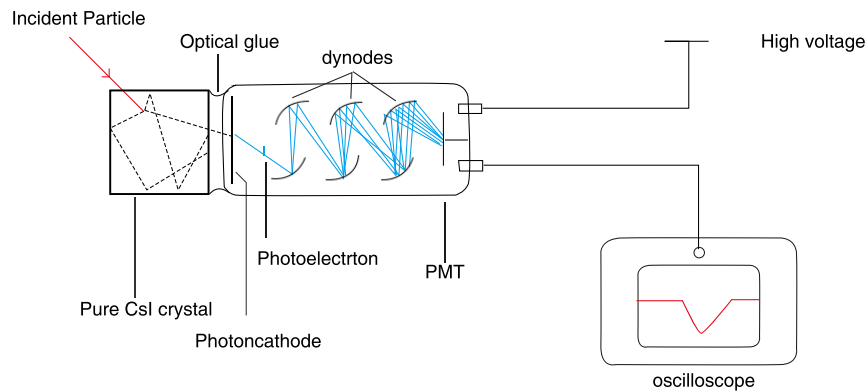 Incident Particle
Optical glue
dynodes
High voltage
Photoelectrton
PMT
Pure CsI crystal
Photoncathode
oscilloscope